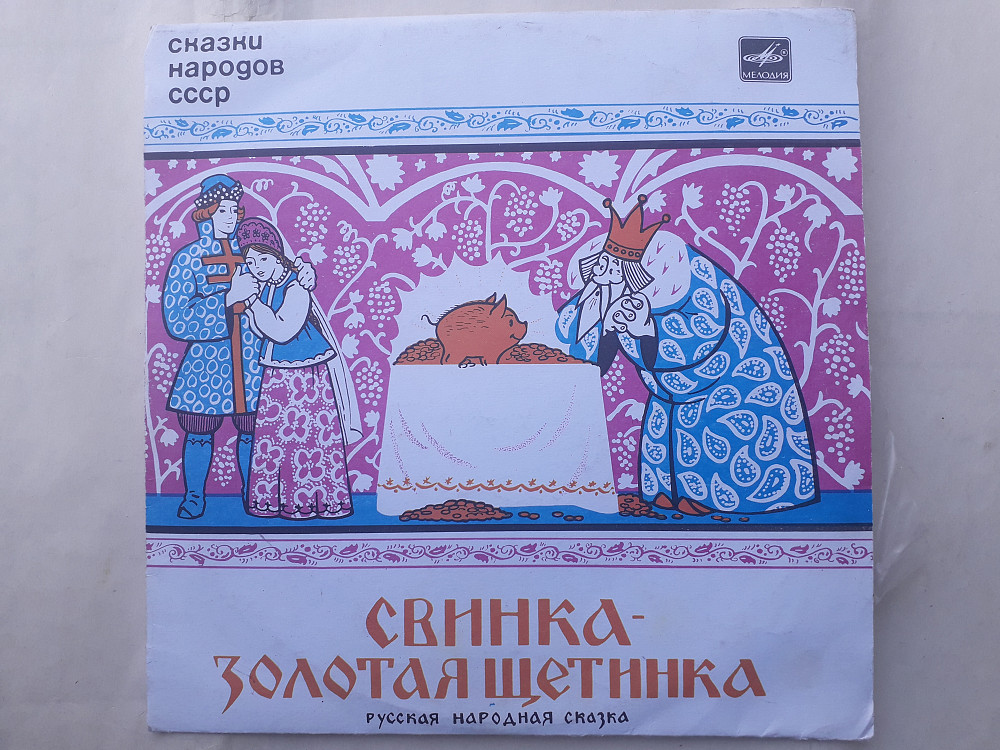 сказки
народов
ссср
МЕЛОДИЯ
СВИНКА-
ЗОЛОТАЯ ЩЕТИНКА
РУССКАЯ НАРОДНАЯ СКАЗКА